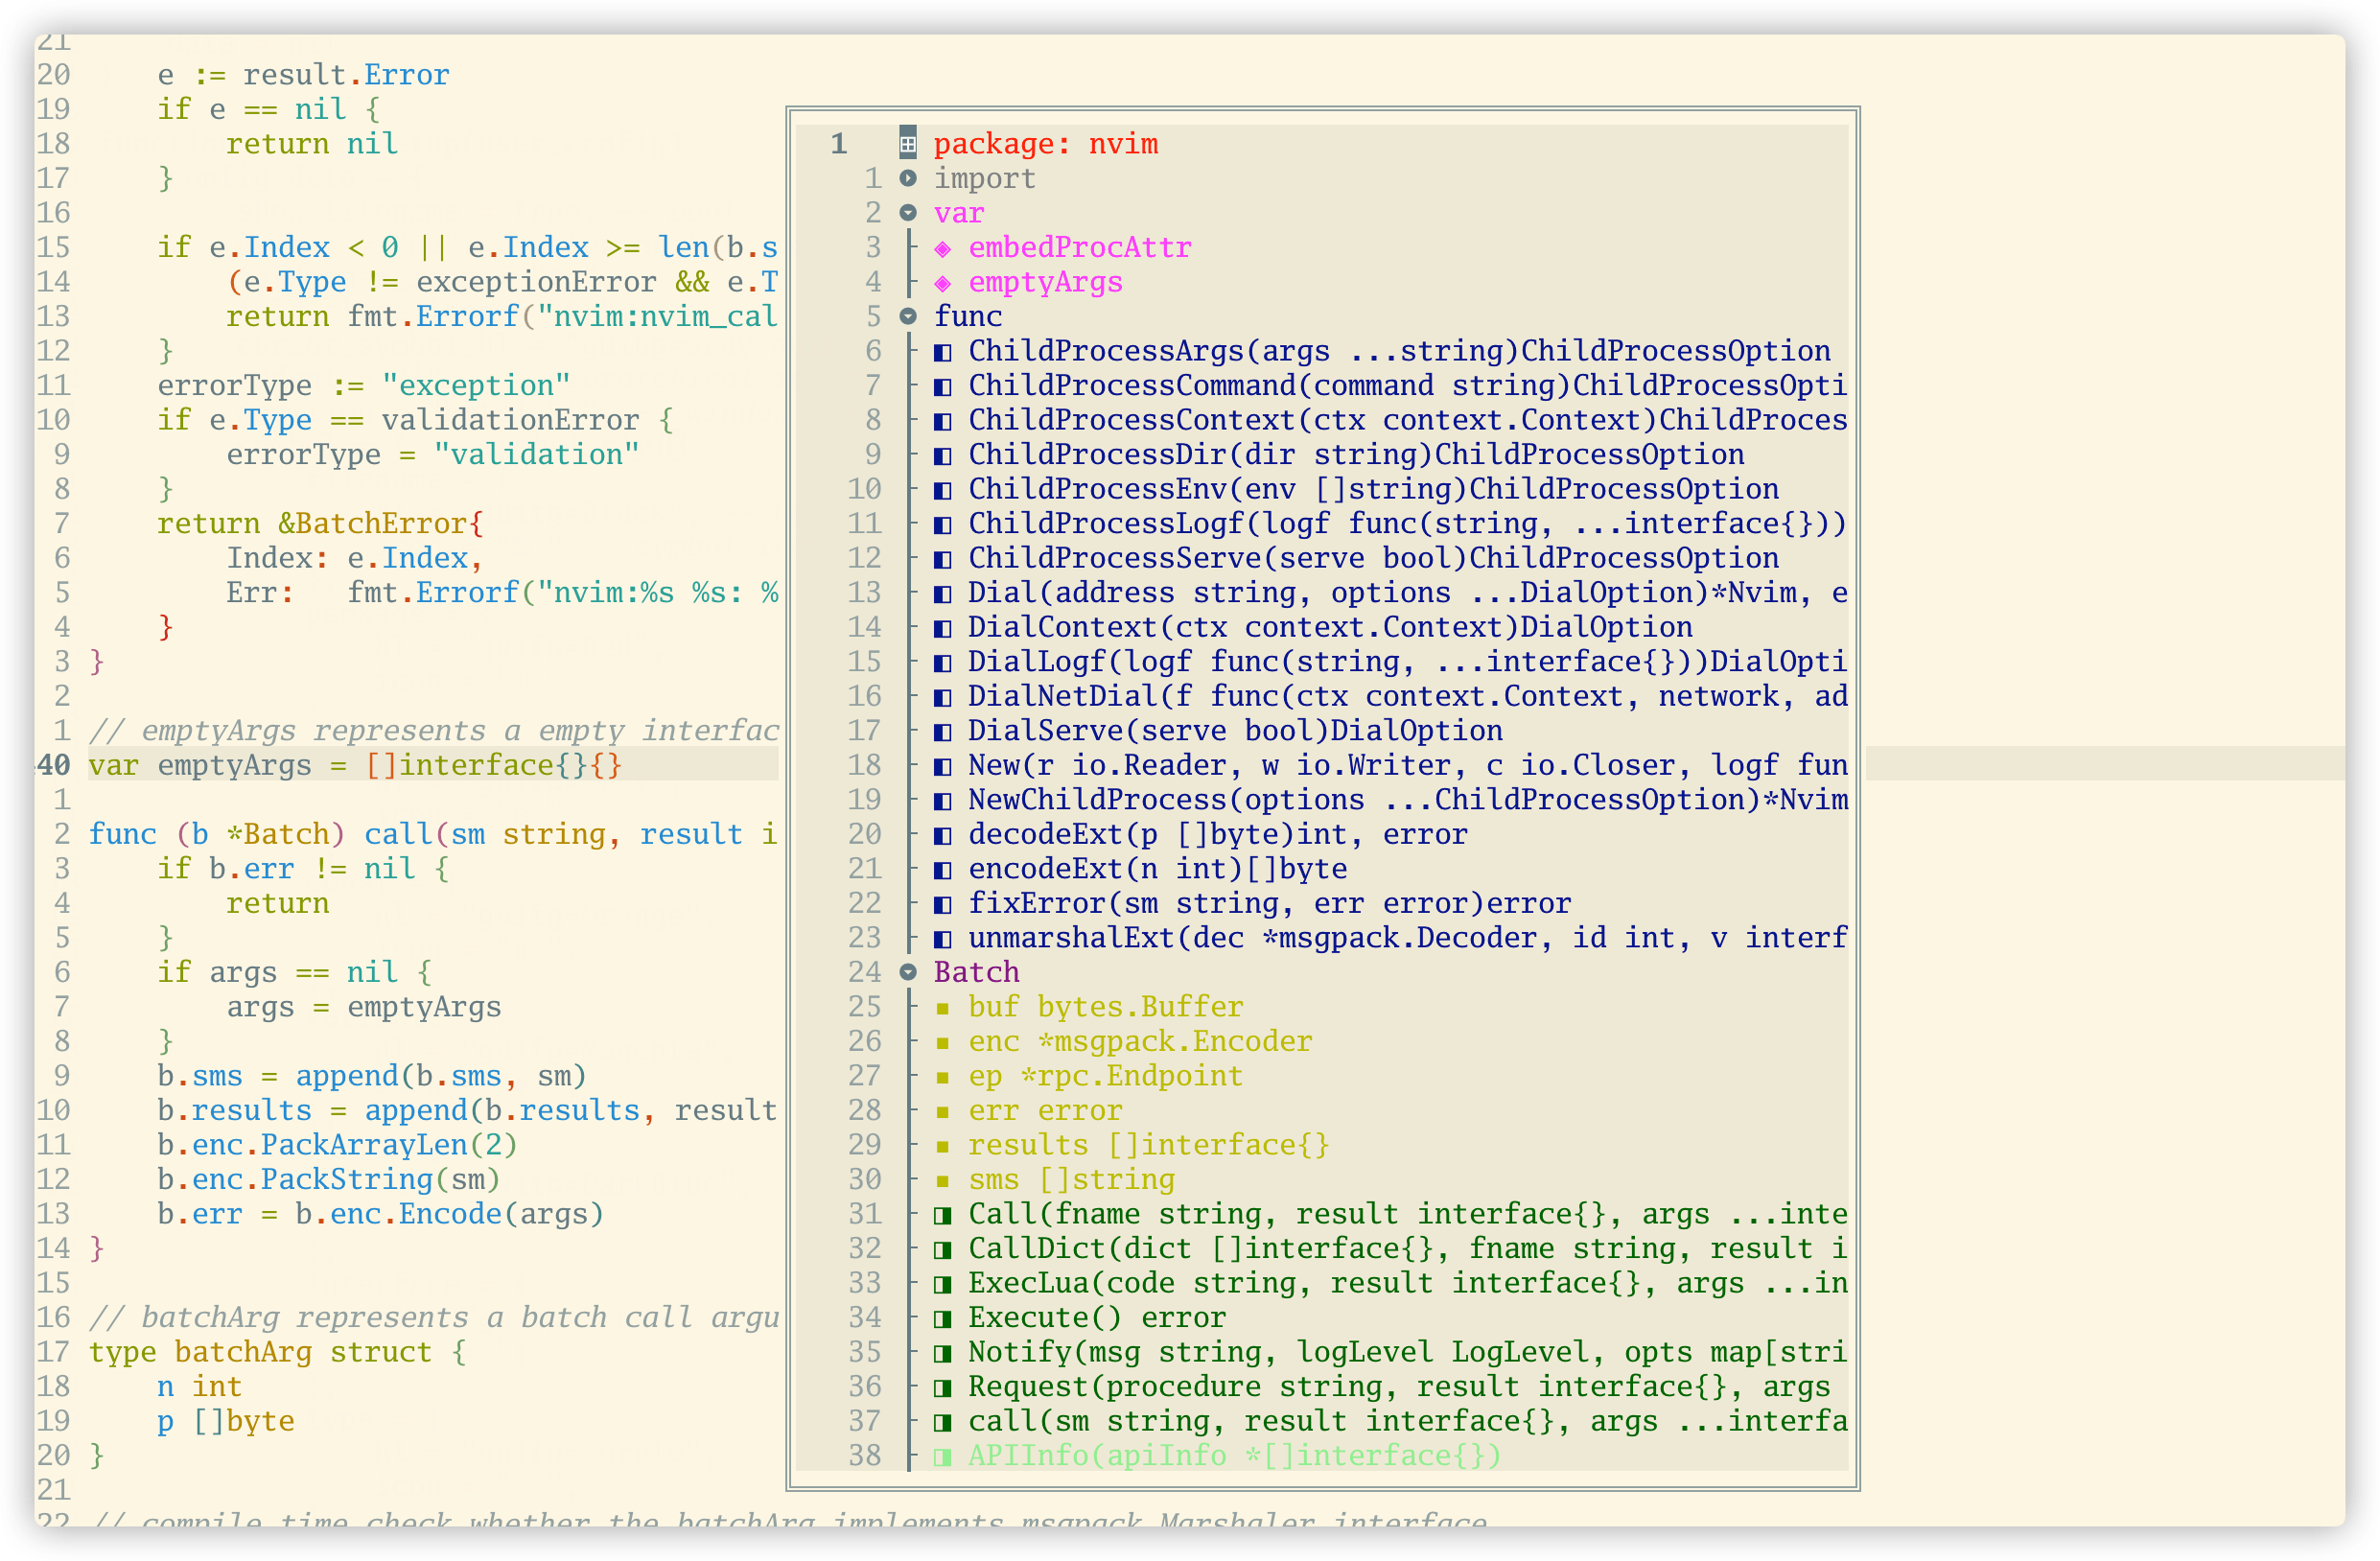 21
20 e := result.Error
19 if e == nil {
18 return nil
17 }
16
15 if e.Index < 0 || e.Index >= len(b.s
14 (e.Type != exceptionError && e.T
13 return fmt.Errorf("nvim:nvim_cal
12 }
11 errorType := "exception"
10 if e.Type == validationError {
9 errorType = "validation"
8 }
7 return &BatchError{
6 Index: e.Index,
5 Err:   fmt.Errorf("nvim:%s %s: %
4 }
3 }
2
1 // emptyArgs represents a empty interfac
40 var emptyArgs = []interface{}{}
1
2 func (b *Batch) call(sm string, result i
3 if b.err != nil {
4 return
5 }
6 if args == nil {
7 args = emptyArgs
8 }
9 b.sms = append(b.sms, sm)
10 b.results = append(b.results, result
11 b.enc.PackArrayLen(2)
12 b.enc.PackString(sm)
13 b.err = b.enc.Encode(args)
14 }
15
16 // batchArg represents a batch call argu
17 type batchArg struct {
18 n int
19 p []byte
20 }
21
22 // compile time check whether the batchArg implements msgpack.Marshaler interface
1 package: nvim
1 import
2 var
3 embedProcAttr
4 emptyArgs
5 func
6 ChildProcessArgs(args ...string)ChildProcessOption
7 ChildProcessCommand(command string)ChildProcessOpti
8 ChildProcessContext(ctx context.Context)ChildProces
9 ChildProcessDir(dir string)ChildProcessOption
10 ChildProcessEnv(env []string)ChildProcessOption
11 ChildProcessLogf(logf func(string, ...interface{}))
12 ChildProcessServe(serve bool)ChildProcessOption
13 Dial(address string, options ...DialOption)*Nvim, e
14 DialContext(ctx context.Context)DialOption
15 DialLogf(logf func(string, ...interface{}))DialOpti
16 DialNetDial(f func(ctx context.Context, network, ad
17 DialServe(serve bool)DialOption
18 New(r io.Reader, w io.Writer, c io.Closer, logf fun
19 NewChildProcess(options ...ChildProcessOption)*Nvim
20 decodeExt(p []byte)int, error
21 encodeExt(n int)[]byte
22 fixError(sm string, err error)error
23 unmarshalExt(dec *msgpack.Decoder, id int, v interf
24 Batch
25 buf bytes.Buffer
26 enc *msgpack.Encoder
27 ep *rpc.Endpoint
28 err error
29 results []interface{}
30 sms []string
31 Call(fname string, result interface{}, args ...inte
32 CallDict(dict []interface{}, fname string, result i
33 ExecLua(code string, result interface{}, args ...in
34 Execute() error
35 Notify(msg string, logLevel LogLevel, opts map[stri
36 Request(procedure string, result interface{}, args
37 call(sm string, result interface{}, args ...interfa
38 APIInfo(apiInfo *[]interface{})